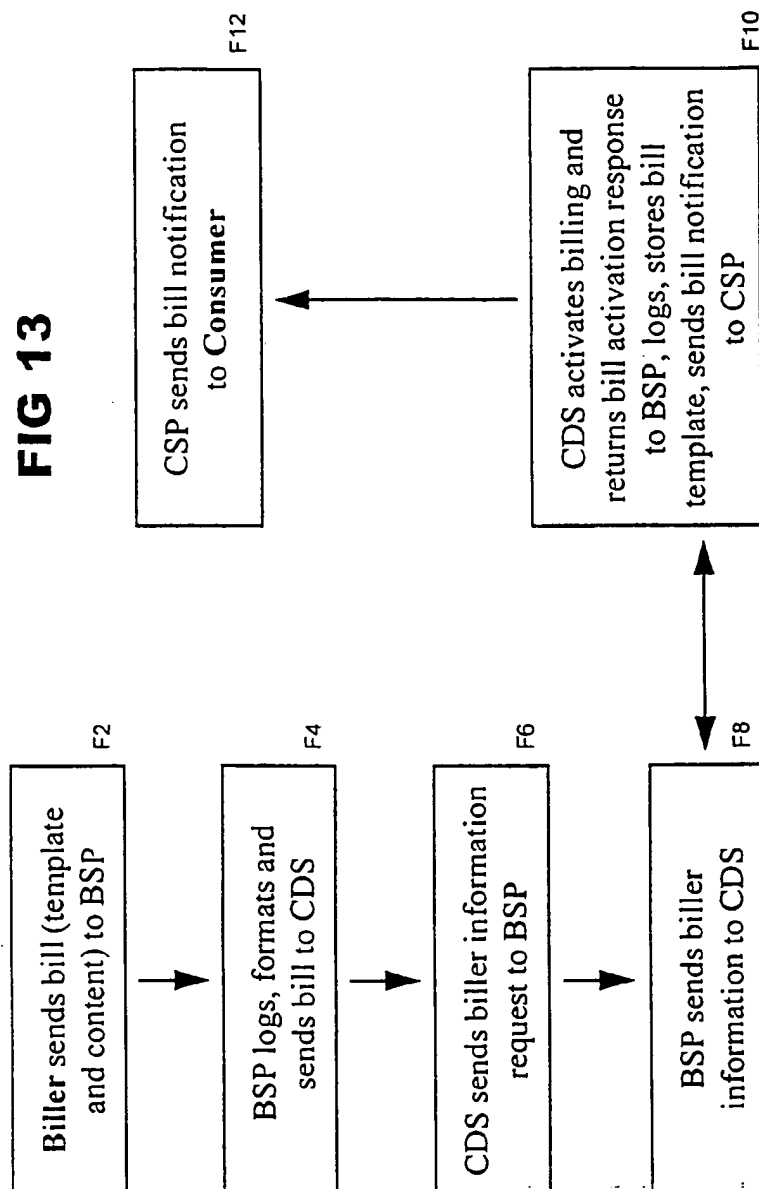 FIG 13
Biller sends bill (template
and content) to BSP
F2
BSP logs, formats and
sends bill to CDS
F4
CDS sends biller information
request to BSP
F6
BSP sends biller
information to CDS
F8
CDS activates billing and
returns bill activation response
to BSP, logs, stores bill
template, sends bill notification
to CSP
F10
CSP sends bill notification
to Consumer
F12